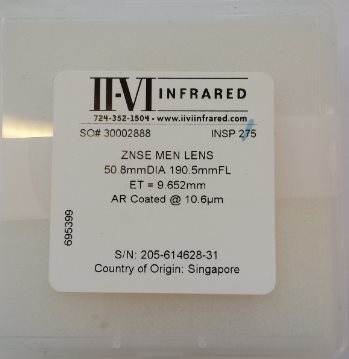 II-VI INFRARED
724-352-1504 • www.iiviinfrared.com
SO# 30002888 INSP 275
ZNSE MEN LENS
50.8mmDIA 190.5mmFL
ET = 9.652mm
AR Coated @ 10.6µm
695399
S/N: 205-614628-31
Country of Origin: Singapore